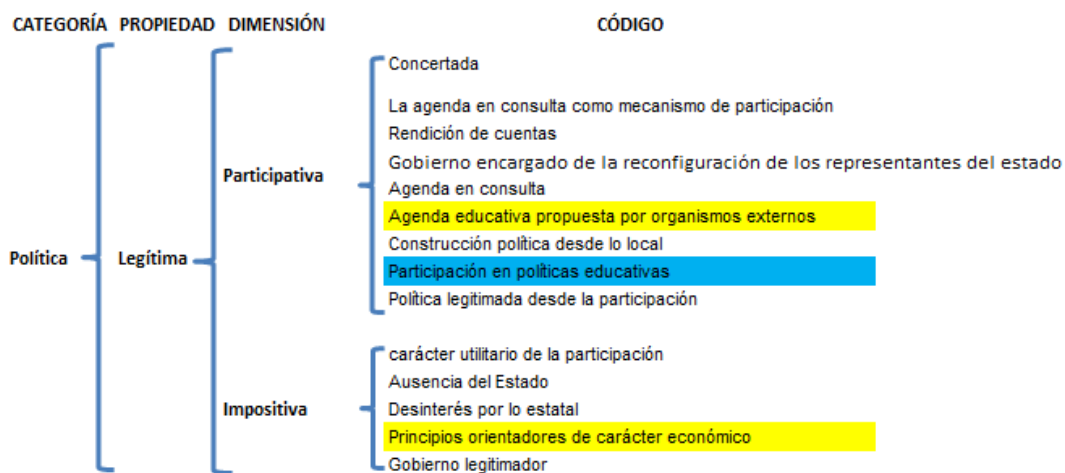 CATEGORÍA PROPIEDAD DIMENSIÓN CÓDIGO
Concertada
La agenda en consulta como mecanismo de participación
Rendición de cuentas
Gobierno encargado de la reconfiguración de los representantes del estado
Participativa
Agenda en consulta
Agenda educativa propuesta por organismos externos
Construcción política desde lo local
Política Legítima
Participación en políticas educativas
Política legitimada desde la participación
carácter utilitario de la participación
Ausencia del Estado
Impositiva
Desinterés por lo estatal
Principios orientadores de carácter económico
Gobierno legitimador